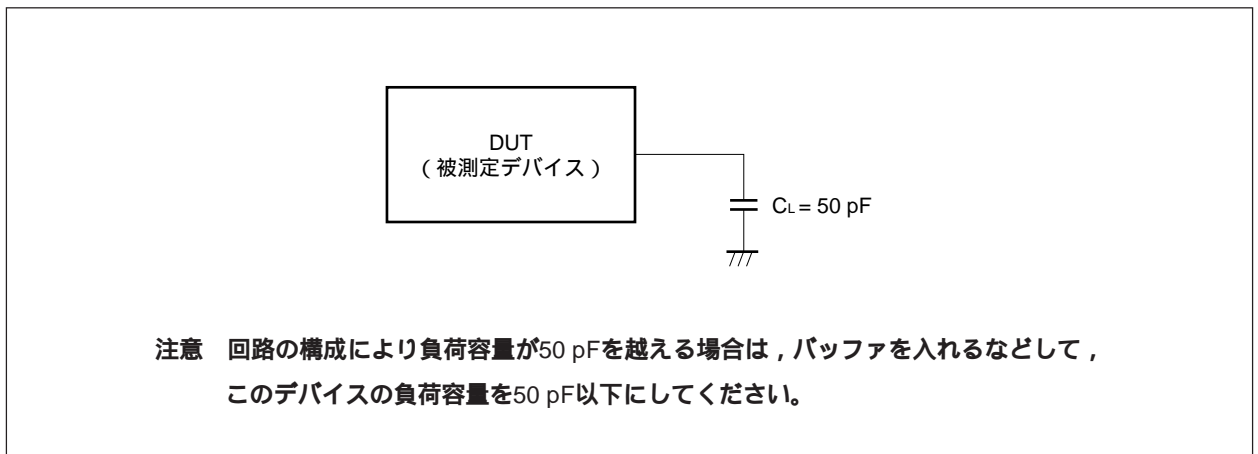 DUT
（被測定デバイス）
CL = 50 pF
注意　回路の構成により負荷容量が50 pFを越える場合は，バッファを入れるなどして，
このデバイスの負荷容量を50 pF以下にしてください。